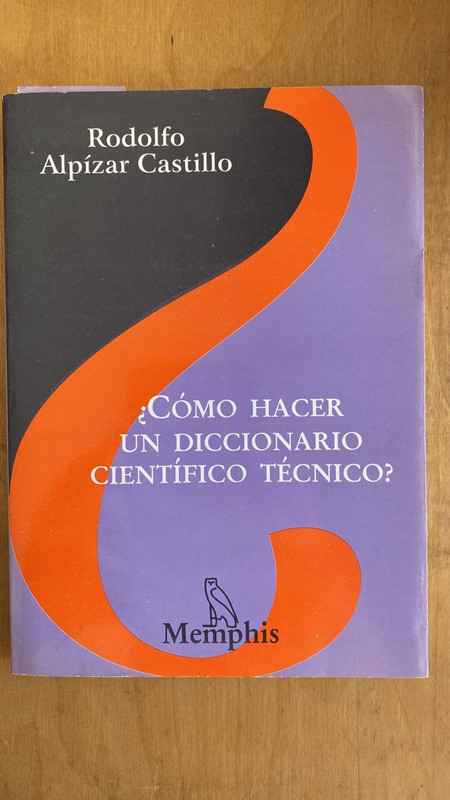 Rodolfo
Alpízar Castillo
¿CÓMO HACER
UN DICCIONARIO
CIENTÍFICO TÉCNICO?
Memphis